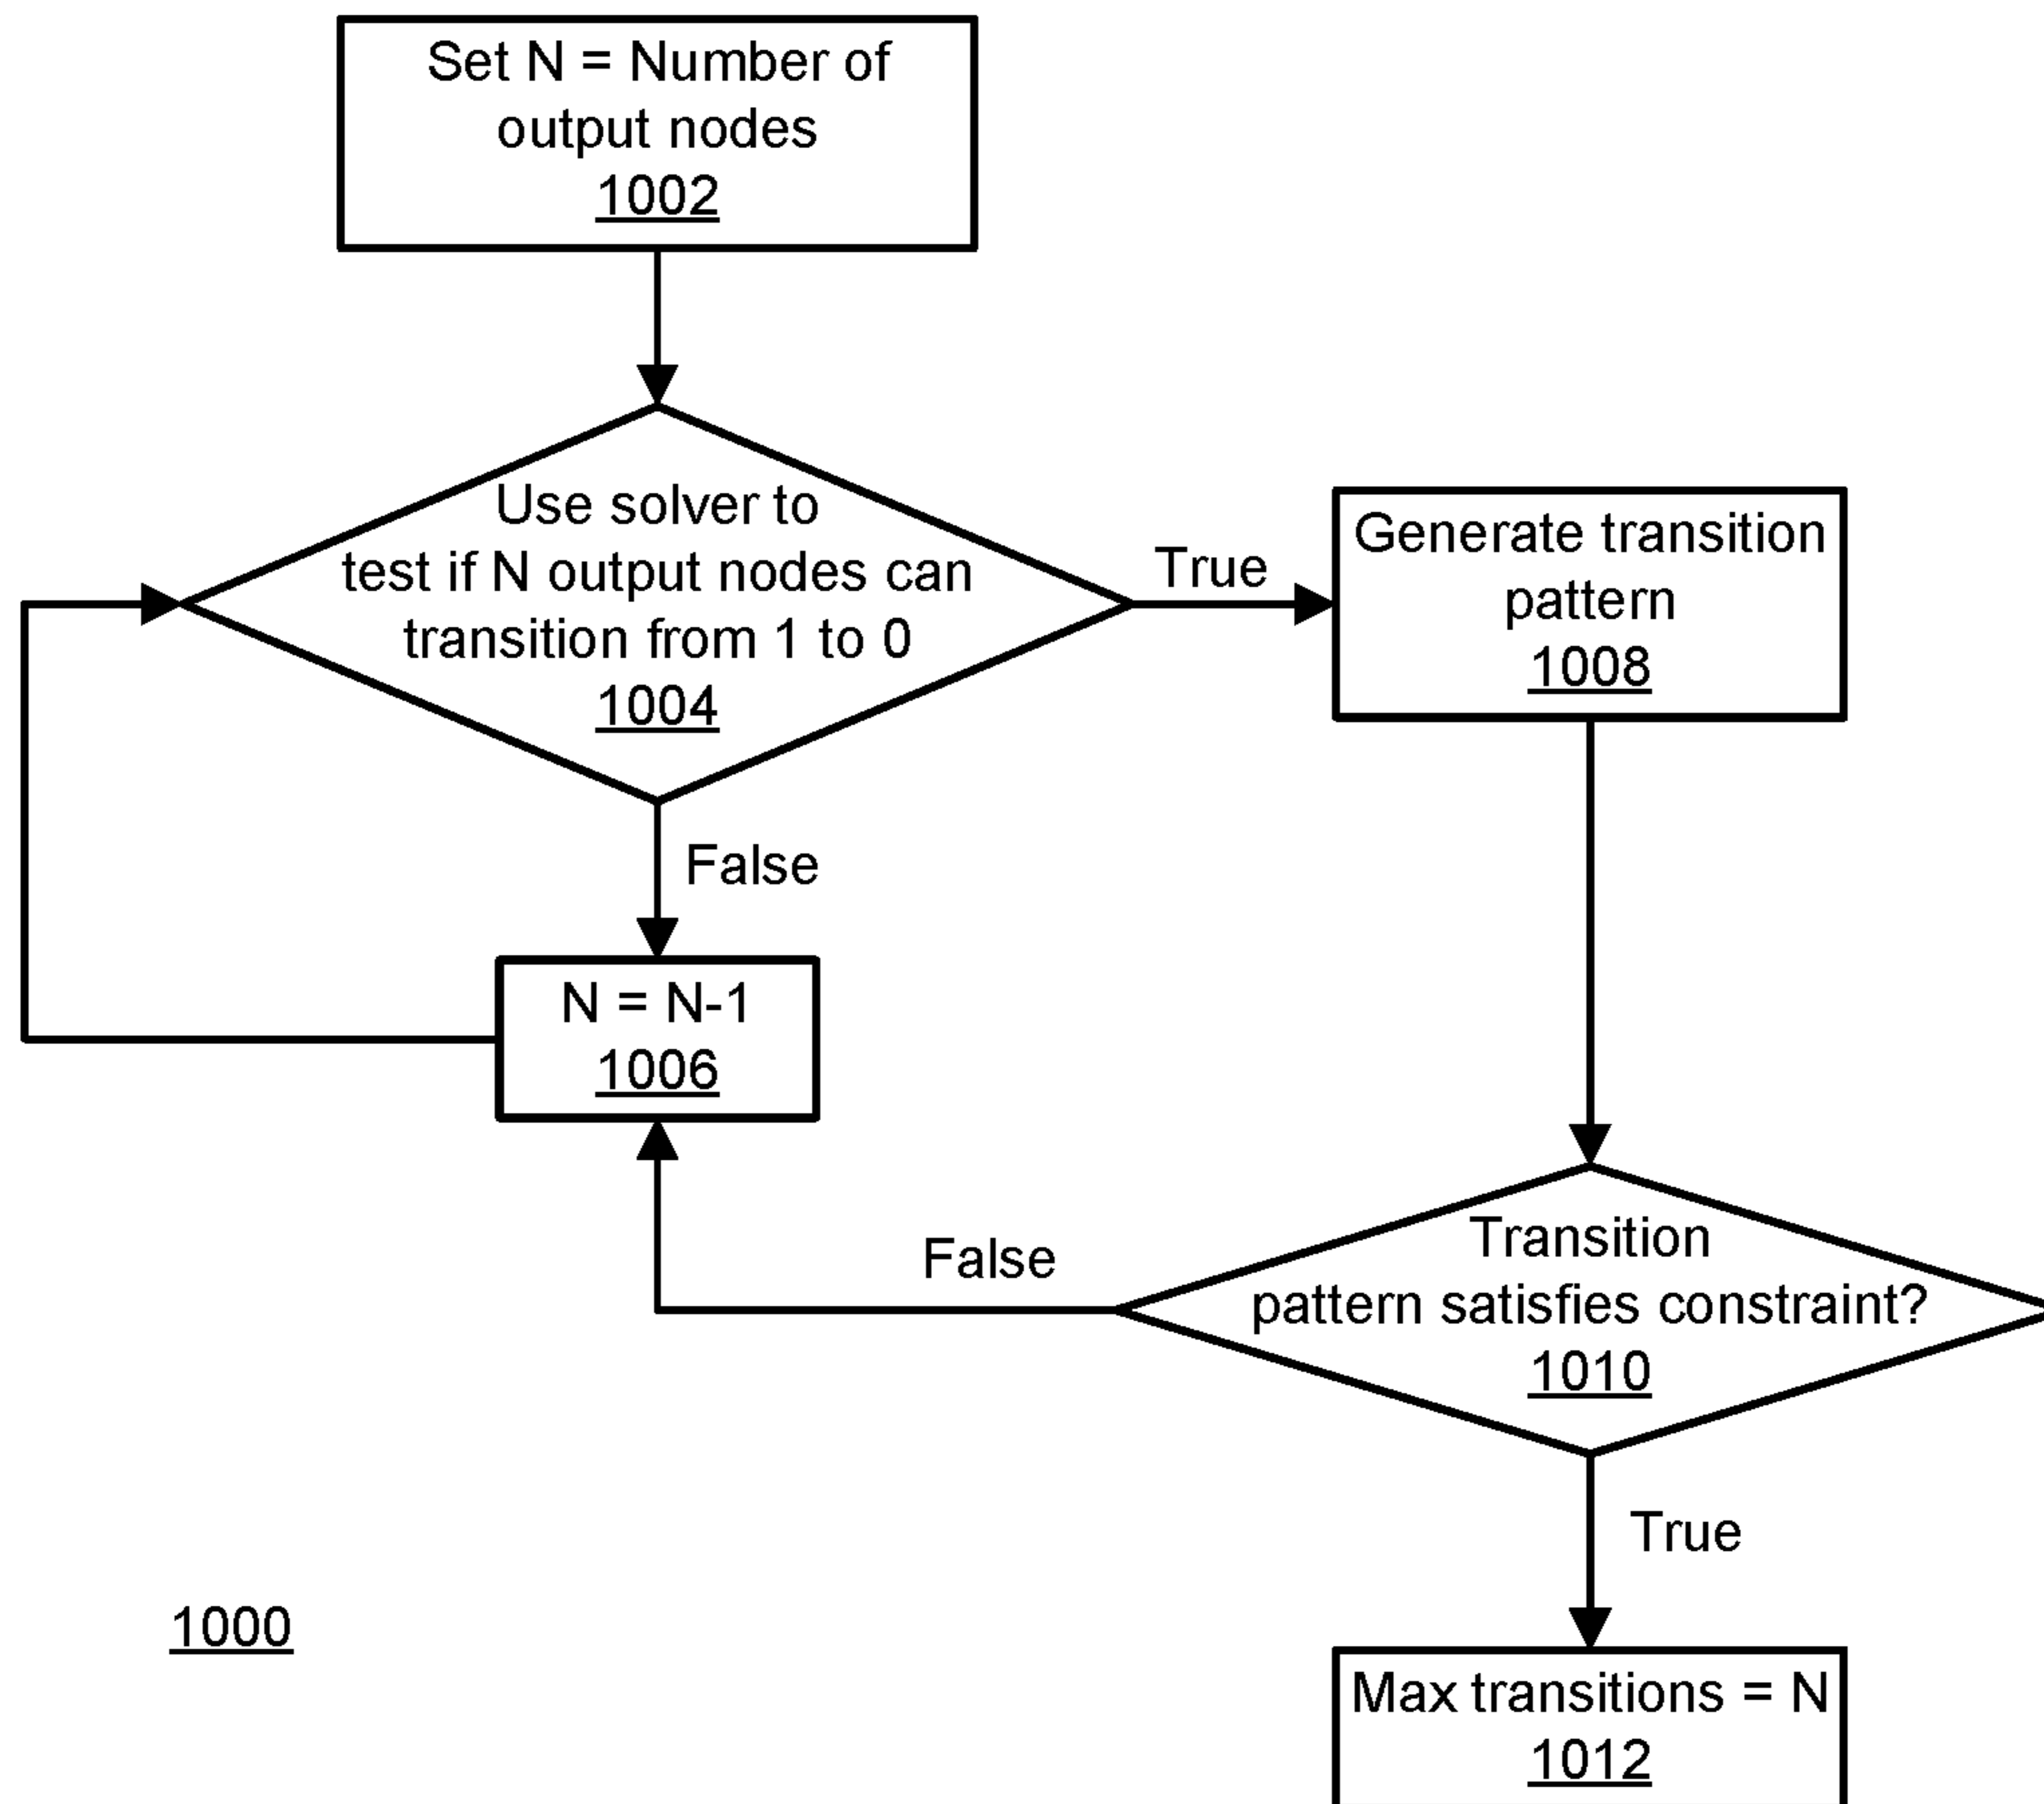 Set N = Number of
output nodes
1002
Use solver to
test if N output nodes can
transition from 1 to 0
1004
True
Generate transition
pattern
1008
False
N = N-1
1006
False
Transition
pattern satisfies constraint?
1010
True
1000
Max transitions = N
1012